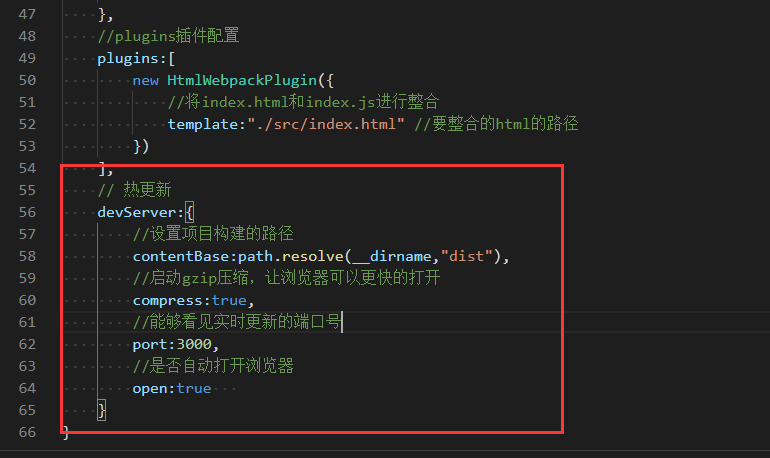 47 },
48 //plugins插件配置
49 plugins:[
50 new HtmlWebpackPlugin({
51 //将index.html和index.js进行整合
52 template:"./src/index.html" //要整合的html的路径
53 })
54 ],
55 // 热更新
56 devServer:{
57 //设置项目构建的路径
58 contentBase:path.resolve(__dirname,"dist"),
59 //启动gzip压缩，让浏览器可以更快的打开
60 compress:true,
61 //能够看见实时更新的端口号
62 port:3000,
63 //是否自动打开浏览器
64 open:true
65 }
66 }